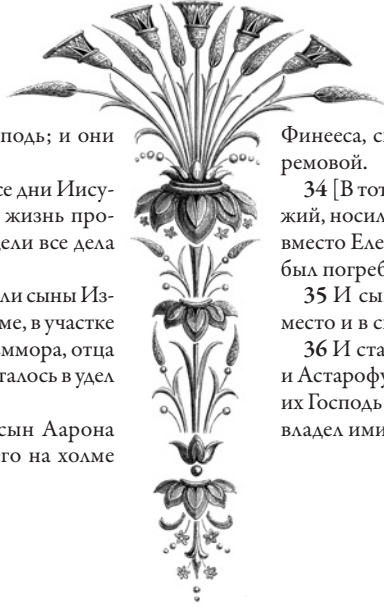 подь; и они
се дни Иису-
жизнь про-
дели все дела
ли сыны Из-
ме, в участке
ммора, отца
талось в удел
сын Аарона
его на холме
Финееса, с
ремовой.
34 [В тот
жий, носил
вместо Еле
был погреб
35 И сы
место и в с
36 И ста
и Астарофу
их Господь
владел ими